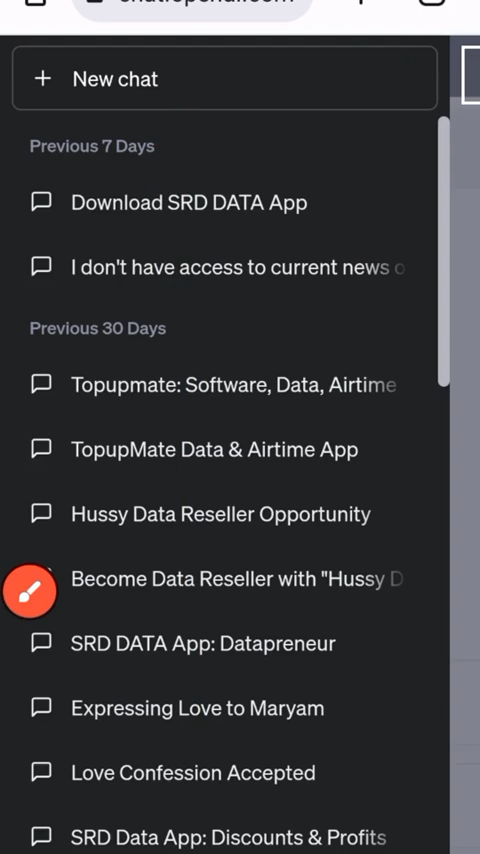 New chat
Previous 7 Days
Download SRD DATA App
I don't have access to current news o
Previous 30 Days
Topupmate: Software, Data, Airtime
TopupMate Data & Airtime App
Hussy Data Reseller Opportunity
Become Data Reseller with "Hussy D
SRD DATA App: Datapreneur
Expressing Love to Maryam
Love Confession Accepted
SRD Data App: Discounts & Profits